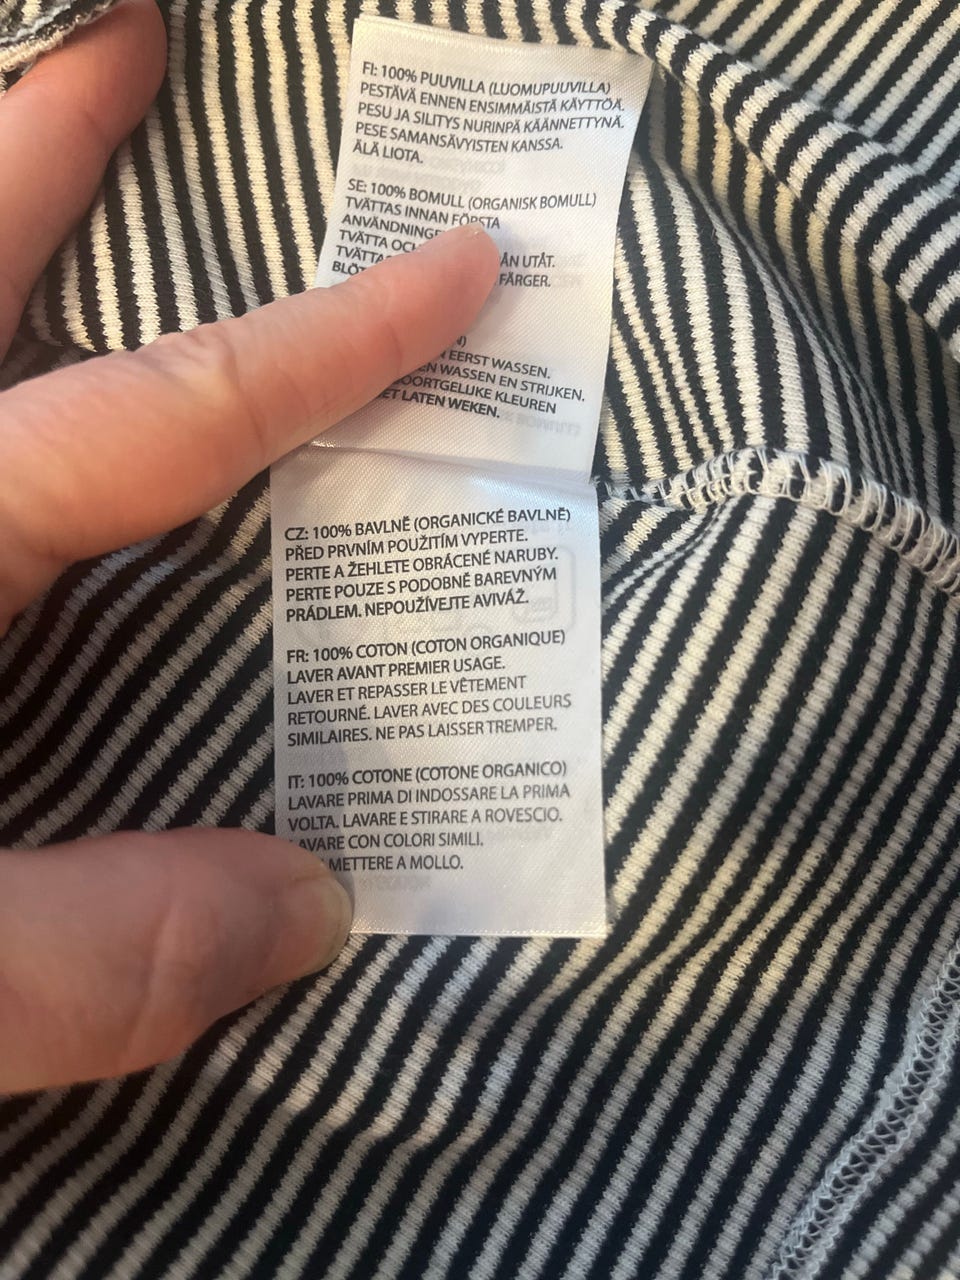 FI: 100% PUUVILLA (LUOMUPUUVILLA)
PESTÄVÄ ENNEN ENSIMMÄISTÄ KÄYTTÖÄ.
PESU JA SILITYS NURINPÄ KÄÄNNETTYNÄ.
PESE SAMANSÄVYISTEN KANSSA.
ÄLÄ LIOTA.
SE: 100% BOMULL (ORGANISK BOMULL)
TVÄTTAS INNAN FÖRSTA
TVÄTTA UTÅT.
FÄRGER.
EERST WASSEN.
WASSEN EN STRIJKEN.
KLEUREN
LATEN WEKEN.
CZ: 100% BAVLNĚ (ORGANICKÉ BAVLNĚ)
PŘED PRVNÍM POUŽITÍM VYPERTE.
PERTE A ŽEHLETE OBRÁCENÉ NARUBY.
PERTE POUZE S PODOBNĚ BAREVNÝM
PRÁDLEM. NEPOUŽÍVEJTE AVIVÁŽ.
FR: 100% COTON (COTON ORGANIQUE)
LAVER AVANT PREMIER USAGE.
LAVER ET REPASSER LE VÊTEMENT
RETOURNÉ. LAVER AVEC DES COULEURS
SIMILAIRES. NE PAS LAISSER TREMPER.
IT: 100% COTONE (COTONE ORGANICO)
LAVARE PRIMA DI INDOSSARE LA PRIMA
VOLTA. LAVARE E STIRARE A ROVESCIO.
LAVARE CON COLORI SIMILI.
METTERE A MOLLO.